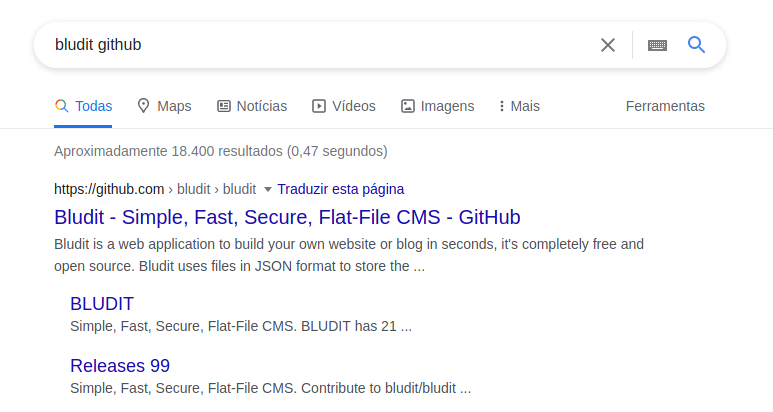 bludit github
Todas Maps Notícias Vídeos Imagens Mais Ferramentas
Aproximadamente 18.400 resultados (0,47 segundos)
https://github.com › bludit › bludit Traduzir esta página
Bludit - Simple, Fast, Secure, Flat-File CMS - GitHub
Bludit is a web application to build your own website or blog in seconds, it's completely free and
open source. Bludit uses files in JSON format to store the ...
BLUDIT
Simple, Fast, Secure, Flat-File CMS. BLUDIT has 21 ...
Releases 99
Simple, Fast, Secure, Flat-File CMS. Contribute to bludit/bludit ...